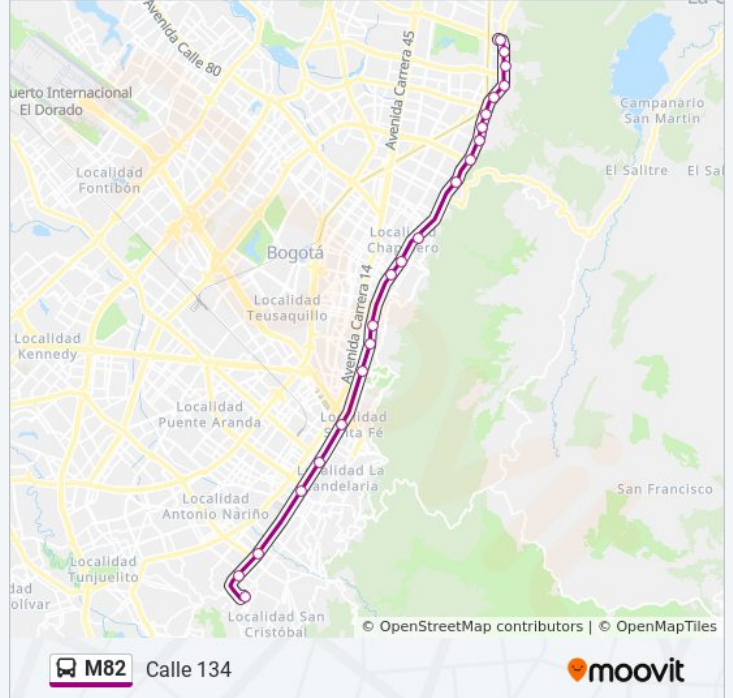 La C
Avenida Calle 80
Avenida Carrera 45
uerto Internacional
El Dorado
Campanario
San Martin
El Salitre
El Sal
Localidad
Fontibón
Localidad
Chapinero
Bogotá
Avenida Carrera 14
Localidad
Teusaquillo
Localidad
Kennedy
Localidad
Puente Aranda
Localidad
Santa Fé
Localidad La
Candelaria
San Francisco
Localidad
Antonio Nariño
Localidad
Tunjuelito
dad
olívar
Localidad San
Cristóbal
© OpenStreetMap contributors | © OpenMapTiles
M82 Calle 134
moovit